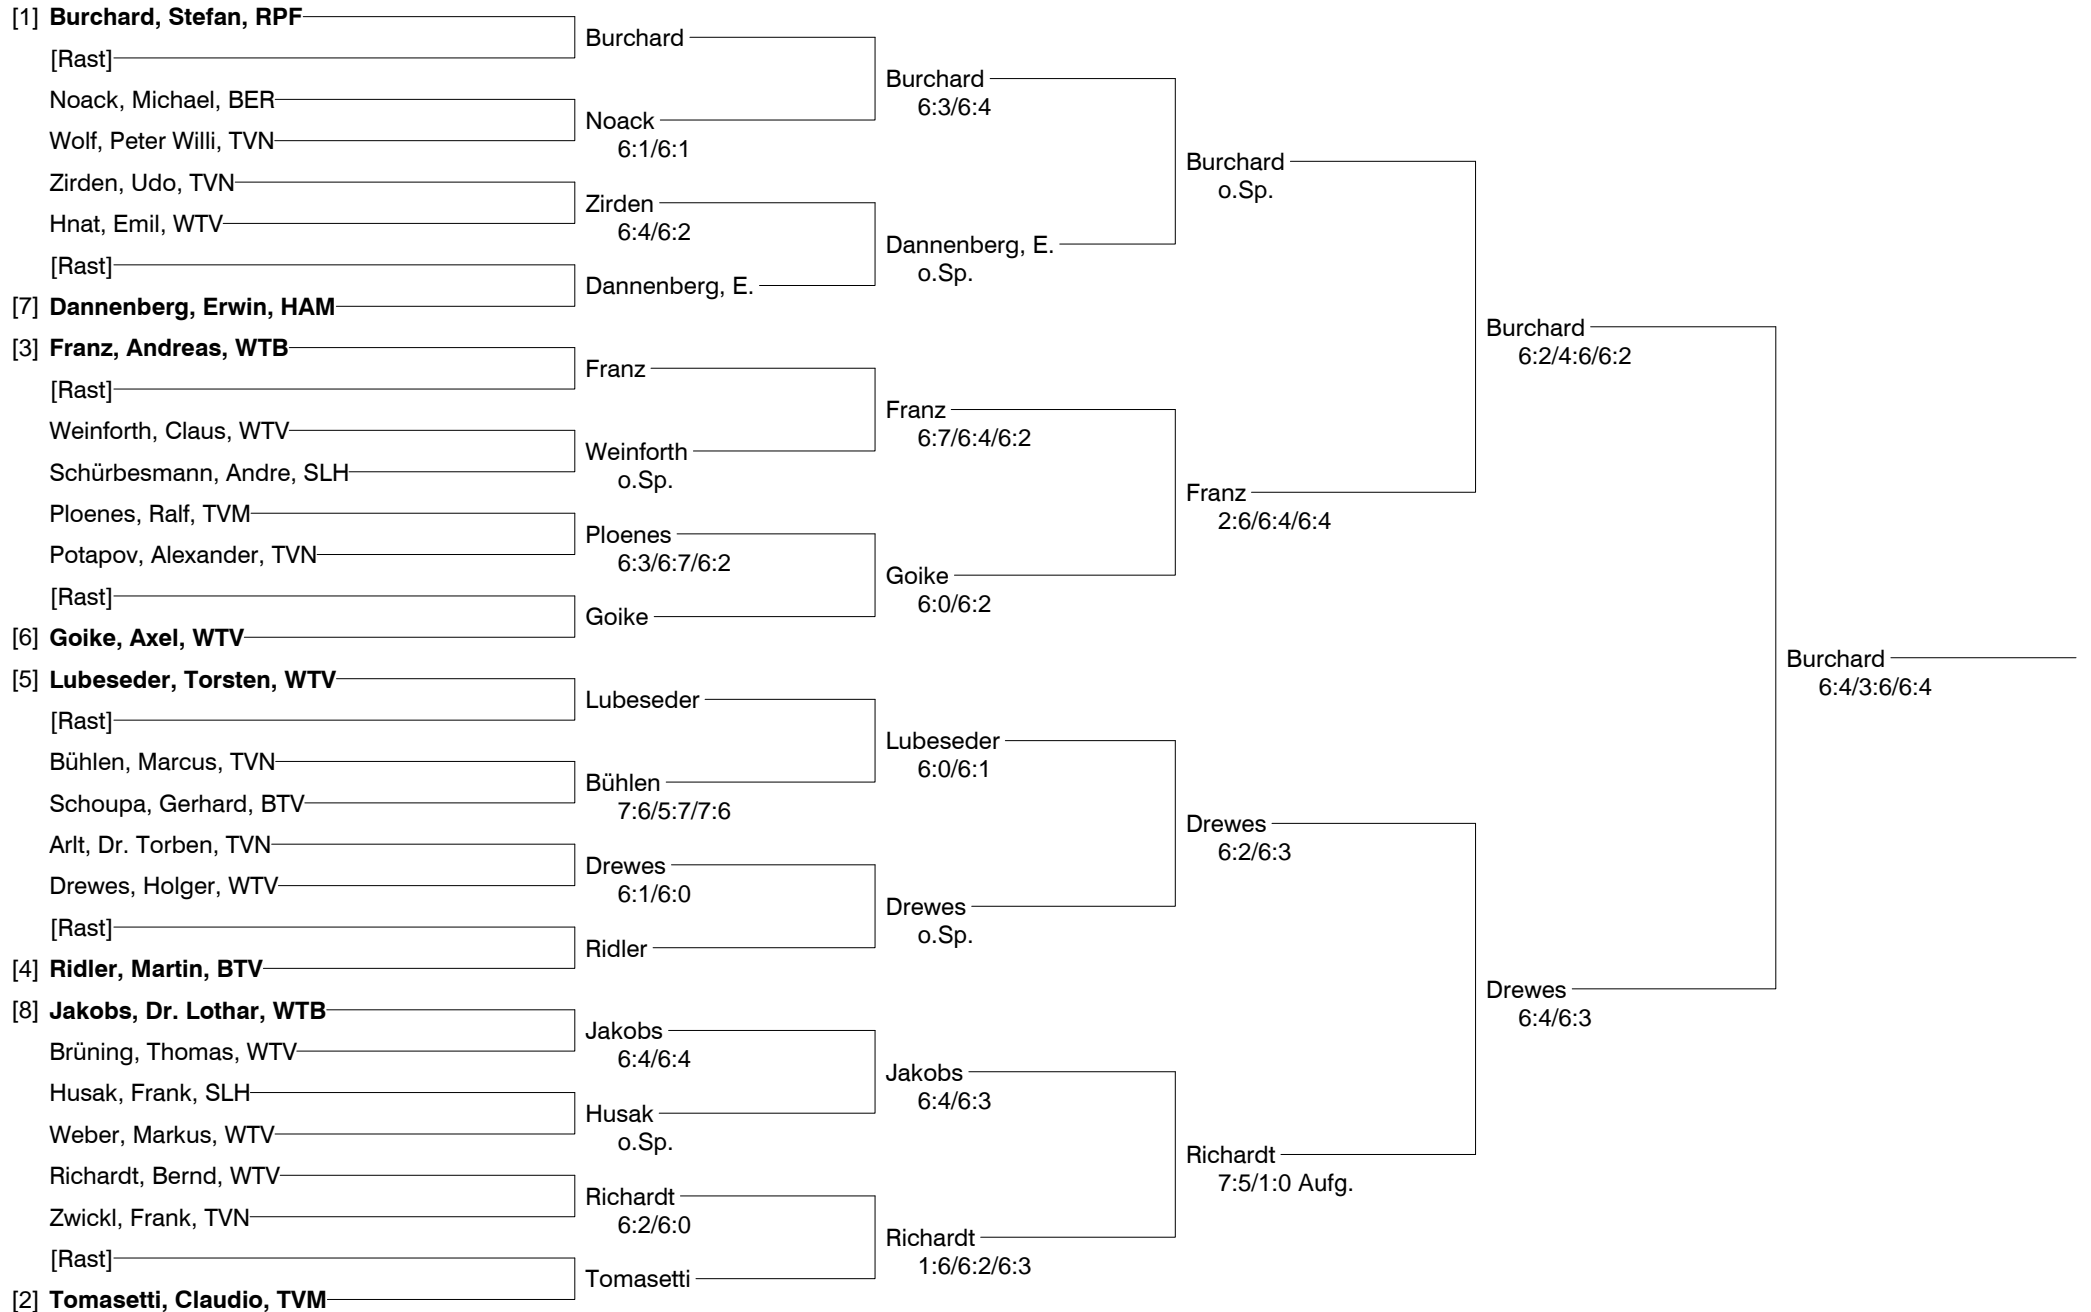 [1] Burchard, Stefan, RPF
[Rast]
Noack, Michael, BER
Wolf, Peter Willi, TVN
Zirden, Udo, TVN
Hnat, Emil, WTV
[Rast]
[7] Dannenberg, Erwin, HAM
[3] Franz, Andreas, WTB
[Rast]
Weinforth, Claus, WTV
Schürbesmann, Andre, SLH
Ploenes, Ralf, TVM
Potapov, Alexander, TVN
[Rast]
[6] Goike, Axel, WTV
[5] Lubeseder, Torsten, WTV
[Rast]
Bühlen, Marcus, TVN
Schoupa, Gerhard, BTV
Arlt, Dr. Torben, TVN
Drewes, Holger, WTV
[Rast]
[4] Ridler, Martin, BTV
[8] Jakobs, Dr. Lothar, WTB
Brüning, Thomas, WTV
Husak, Frank, SLH
Weber, Markus, WTV
Richardt, Bernd, WTV
Zwickl, Frank, TVN
[Rast]
[2] Tomasetti, Claudio, TVM
Burchard
Noack
6:1/6:1
Zirden
6:4/6:2
Dannenberg, E.
Franz
Weinforth
o.Sp.
Ploenes
6:3/6:7/6:2
Goike
Lubeseder
Bühlen
7:6/5:7/7:6
Drewes
6:1/6:0
Ridler
Jakobs
6:4/6:4
Husak
o.Sp.
Richardt
6:2/6:0
Tomasetti
Burchard
6:3/6:4
Dannenberg, E.
o.Sp.
Franz
6:7/6:4/6:2
Goike
6:0/6:2
Lubeseder
6:0/6:1
Drewes
o.Sp.
Jakobs
6:4/6:3
Richardt
1:6/6:2/6:3
Burchard
o.Sp.
Franz
2:6/6:4/6:4
Drewes
6:2/6:3
Richardt
7:5/1:0 Aufg.
Burchard
6:2/4:6/6:2
Drewes
6:4/6:3
Burchard
6:4/3:6/6:4